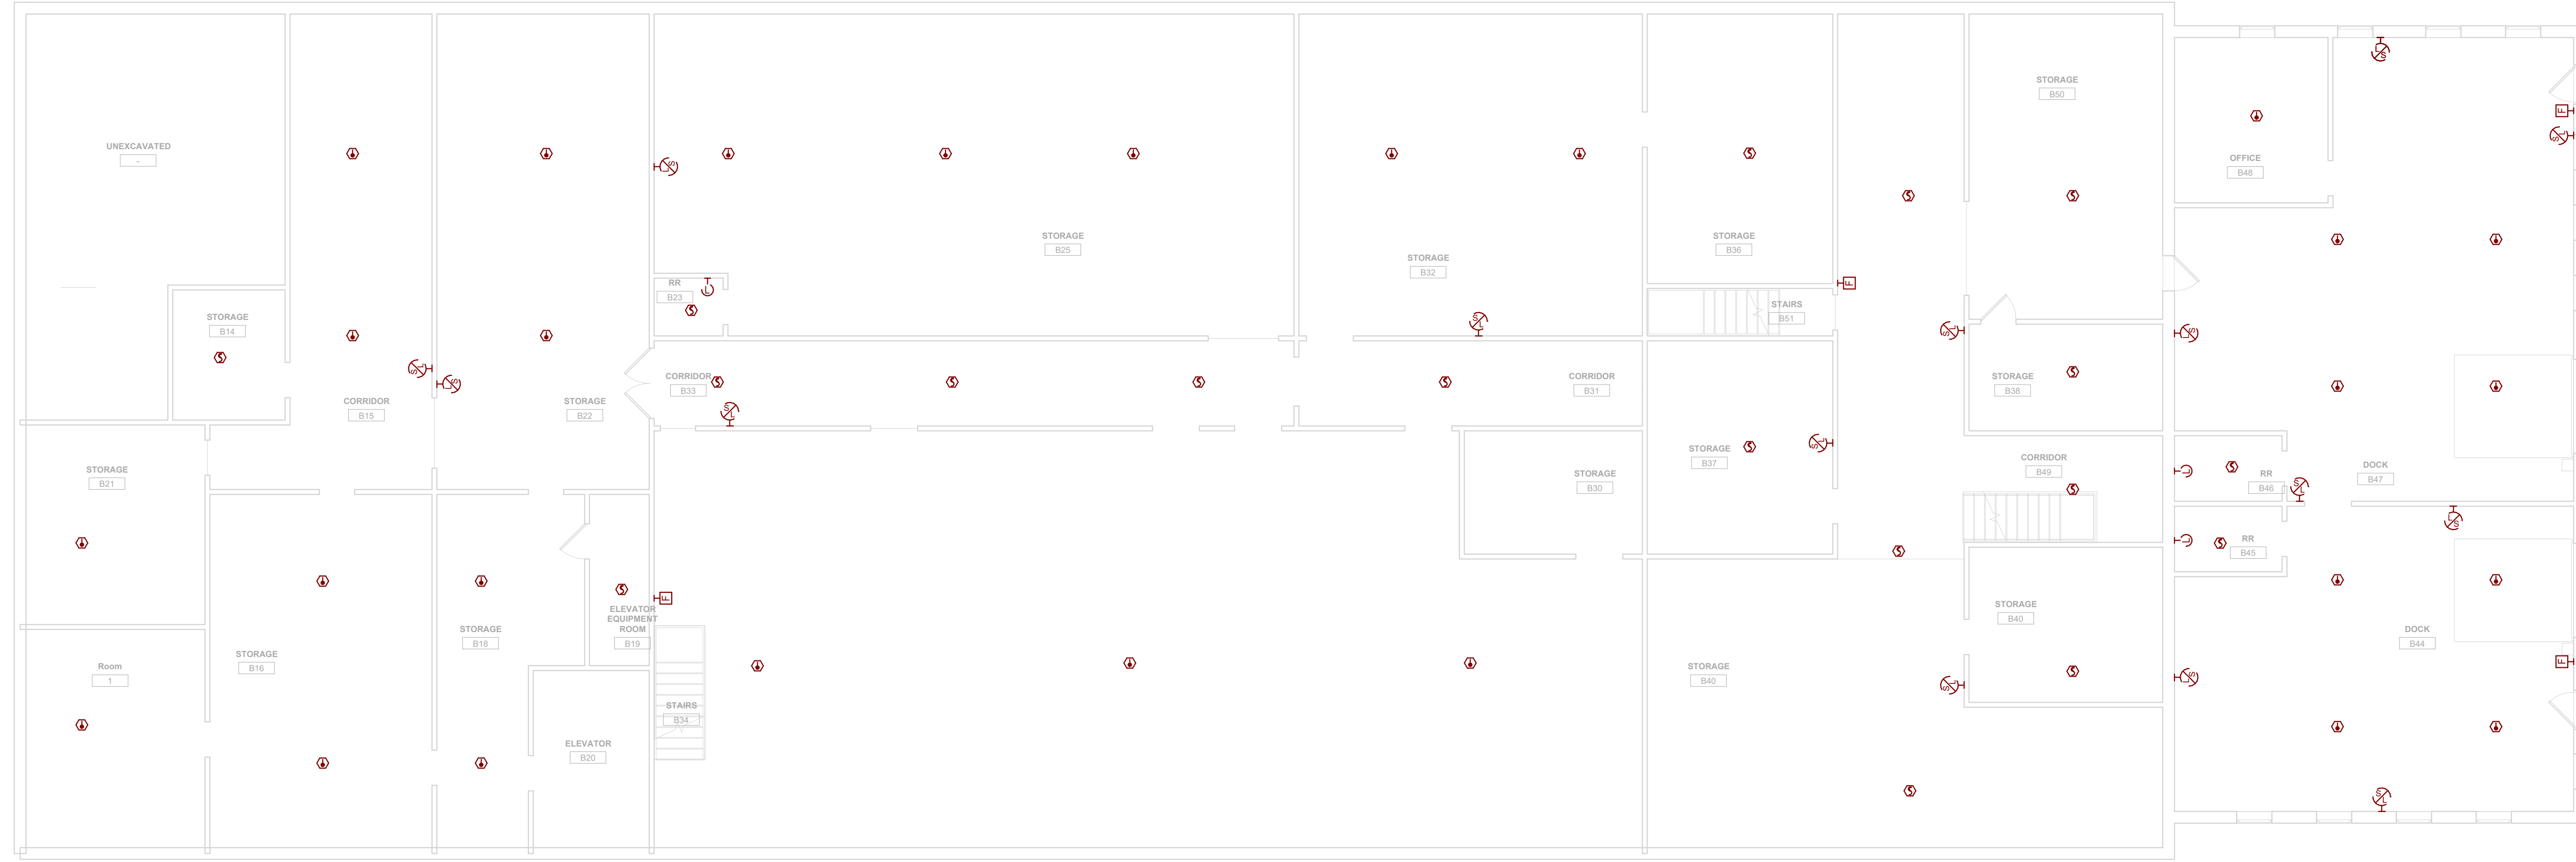 UNEXCAVATED
-
STORAGE
B14
CORRIDOR
B15
STORAGE
B22
STORAGE
B21
Room
1
STORAGE
B16
STORAGE
B18
ELEVATOR
EQUIPMENT
ROOM
B19
ELEVATOR
B20
RR
B23
STORAGE
B25
CORRIDOR
B33
STAIRS
B34
STORAGE
B32
CORRIDOR
B31
STORAGE
B30
STORAGE
B36
STAIRS
B51
STORAGE
B37
STORAGE
B40
STORAGE
B50
STORAGE
B38
CORRIDOR
B49
STORAGE
B40
OFFICE
B48
RR
B46
RR
B45
DOCK
B47
DOCK
B44
S L
S L
S L
L
S L
S L
S L
S L
S L
S L
S L
S L
S L
S L
S L
S L
S L
L
L
F
F
F
F